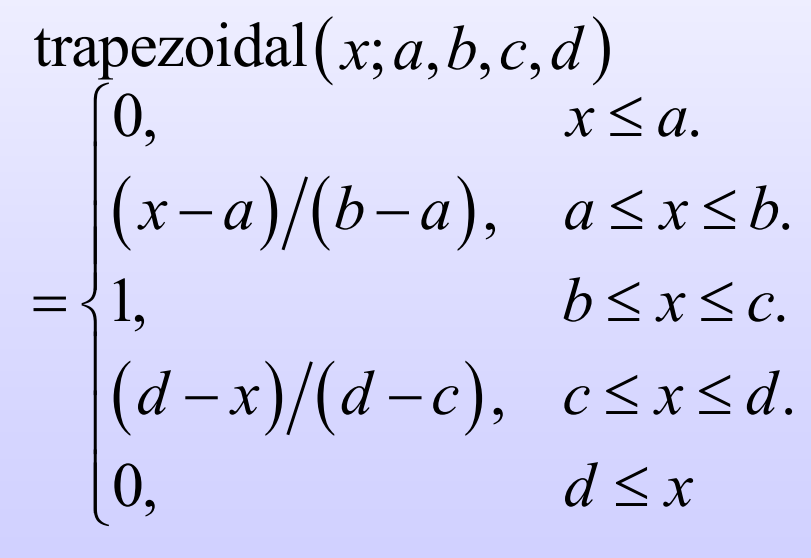 trapezoidal(x; a, b, c, d)
0, x ≤ a.
(x − a)/(b − a), a ≤ x ≤ b.
= { 1, b ≤ x ≤ c.
(d − x)/(d − c), c ≤ x ≤ d.
0, d ≤ x